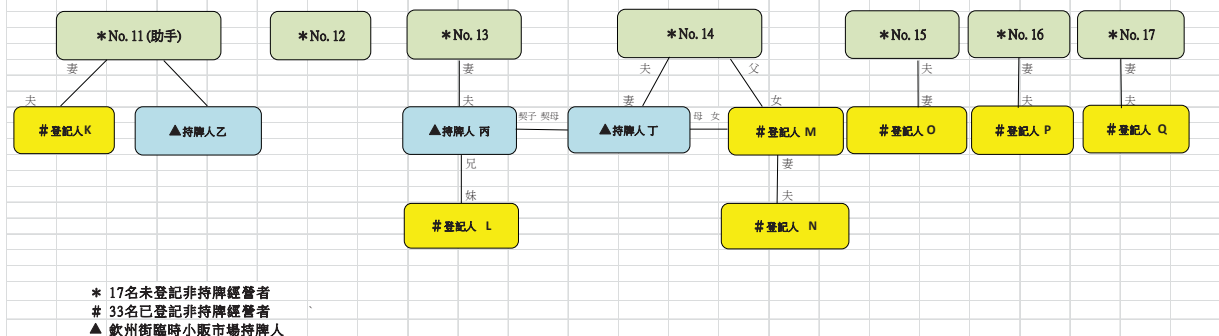 *No. 11 (助手)
*No. 12
*No. 13
*No. 14
*No. 15
*No. 16
*No. 17
妻
妻
夫
父
夫
妻
妻
夫
夫
妻
女
妻
夫
夫
#登記人K
▲持牌人乙
▲持牌人 丙
契子 契母
▲持牌人 丁
母 女
#登記人 M
#登記人 O
#登記人 P
#登記人 Q
兄
妻
妹
夫
#登記人 L
#登記人 N
* 17名未登記非持牌經營者
# 33名已登記非持牌經營者
▲ 欽州街臨時小販市場持牌人